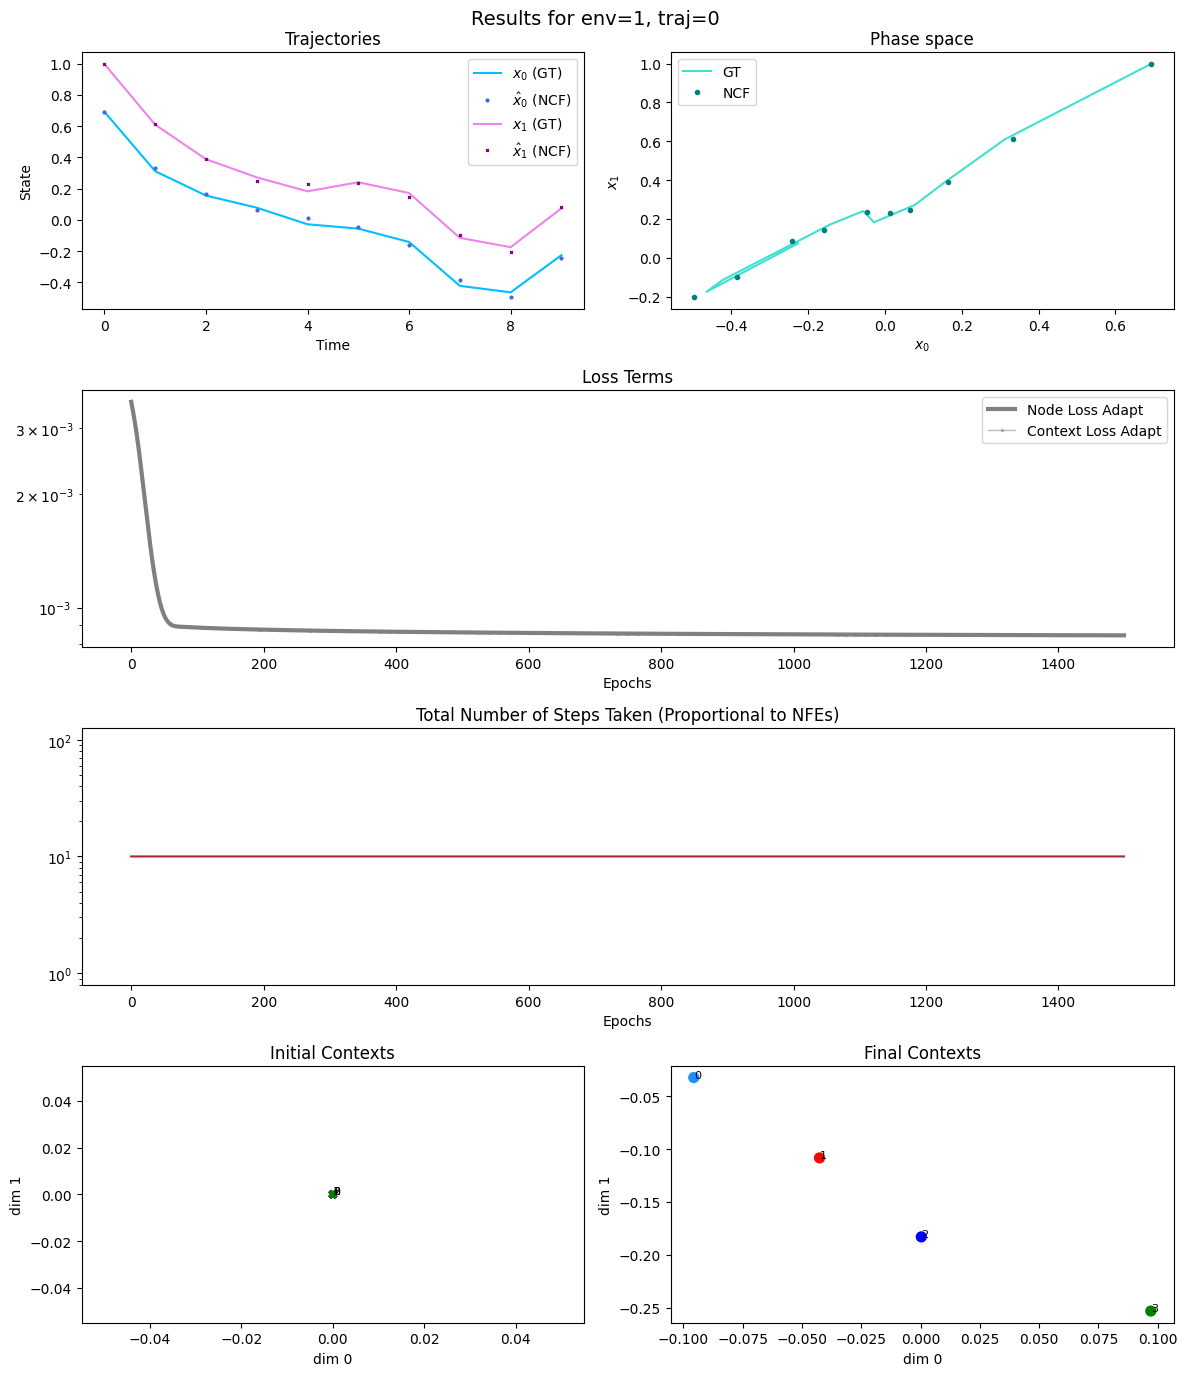 Results for env=1, traj=0
Trajectories
1.0
0.8
0.6
0.4
0.2
0.0
−0.2
−0.4
State
0 2 4 6 8
Time
x₀ (GT)
x̂₀ (NCF)
x₁ (GT)
x̂₁ (NCF)
Phase space
1.0
0.8
0.6
0.4
0.2
0.0
−0.2
x₁
−0.4 −0.2 0.0 0.2 0.4 0.6
x₀
GT
NCF
Loss Terms
3 × 10⁻³
2 × 10⁻³
10⁻³
0 200 400 600 800 1000 1200 1400
Epochs
Node Loss Adapt
Context Loss Adapt
Total Number of Steps Taken (Proportional to NFEs)
10²
10¹
10⁰
0 200 400 600 800 1000 1200 1400
Epochs
Initial Contexts
0.04
0.02
0.00
−0.02
−0.04
dim 1
−0.04 −0.02 0.00 0.02 0.04
dim 0
Final Contexts
−0.05
−0.10
−0.15
−0.20
−0.25
dim 1
0
1
2
3
−0.100 −0.075 −0.050 −0.025 0.000 0.025 0.050 0.075 0.100
dim 0